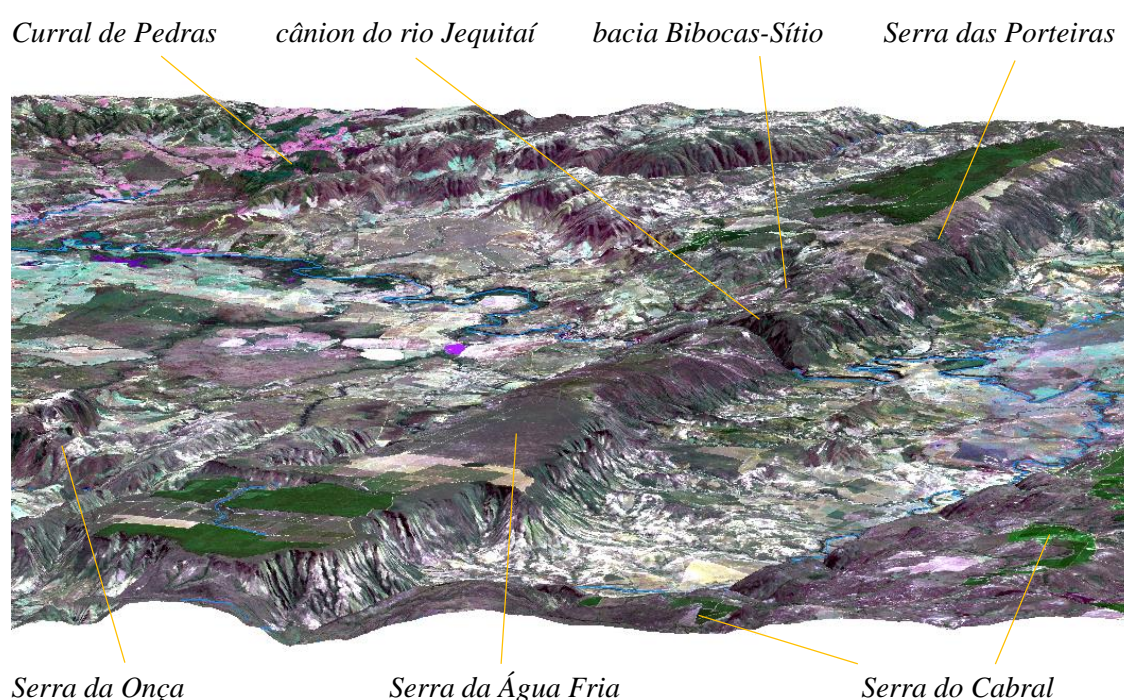 Curral de Pedras cânion do rio Jequitaí bacia Bibocas-Sítio Serra das Porteiras
Serra da Onça Serra da Água Fria Serra do Cabral